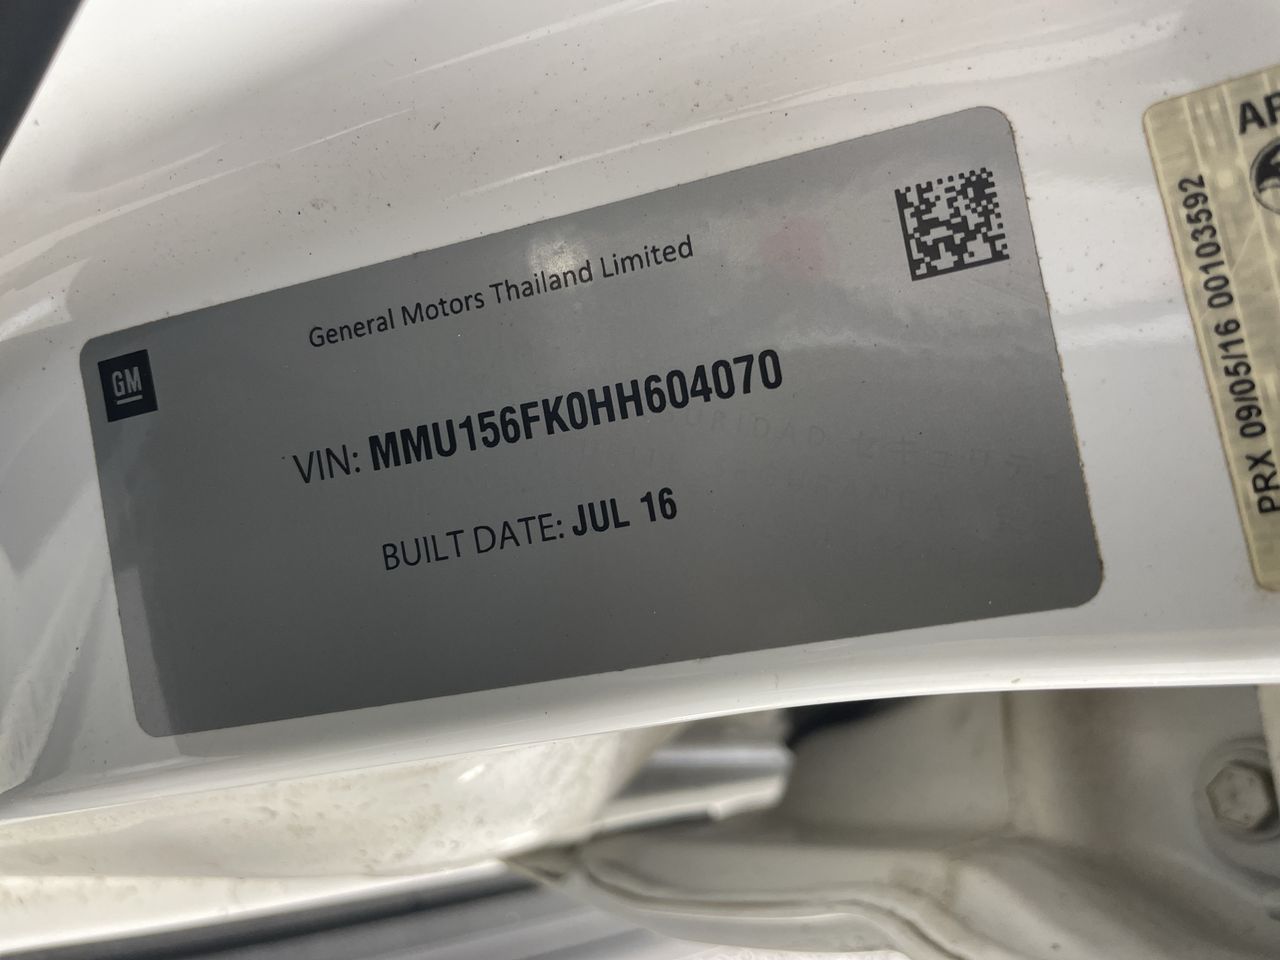 General Motors Thailand Limited
GM
VIN: MMU156FK0HH604070
BUILT DATE: JUL 16
PRX 09/05/16 00103592